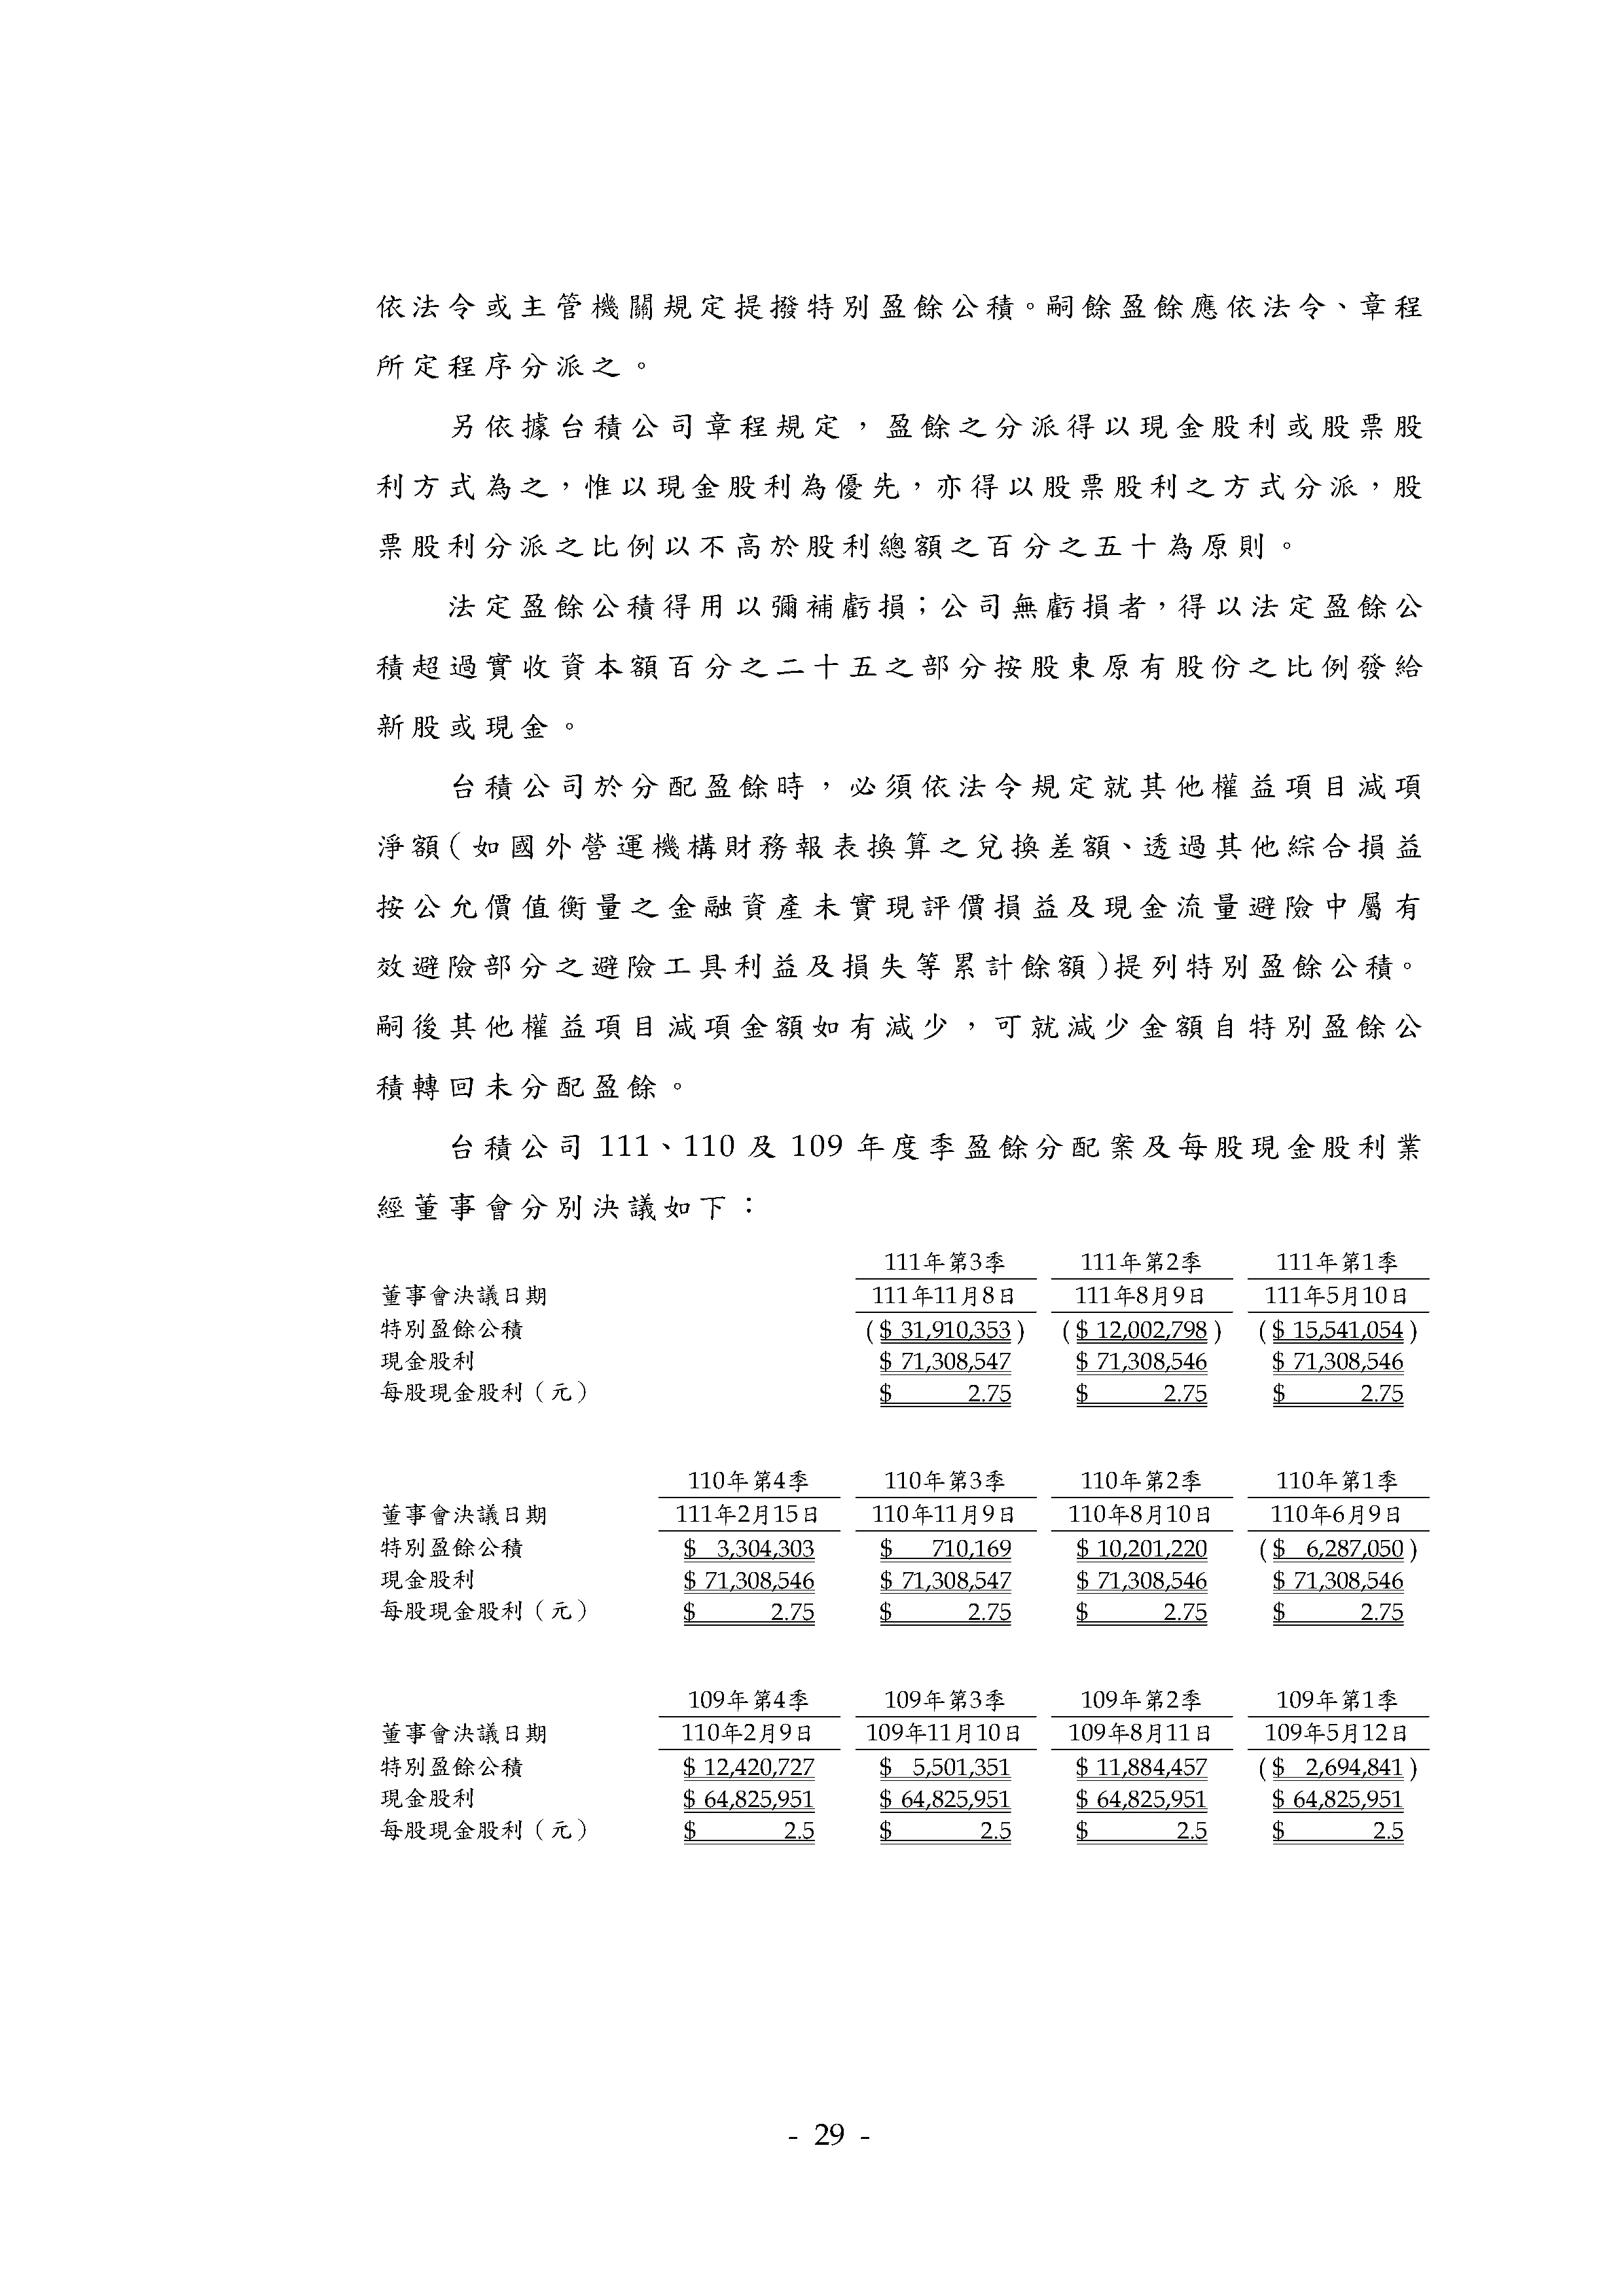 依法令或主管機關規定提撥特別盈餘公積。嗣餘盈餘應依法令、章程
所定程序分派之。
另依據台積公司章程規定，盈餘之分派得以現金股利或股票股
利方式為之，惟以現金股利為優先，亦得以股票股利之方式分派，股
票股利分派之比例以不高於股利總額之百分之五十為原則。
法定盈餘公積得用以彌補虧損；公司無虧損者，得以法定盈餘公
積超過實收資本額百分之二十五之部分按股東原有股份之比例發給
新股或現金。
台積公司於分配盈餘時，必須依法令規定就其他權益項目減項
淨額（如國外營運機構財務報表換算之兌換差額、透過其他綜合損益
按公允價值衡量之金融資產未實現評價損益及現金流量避險中屬有
效避險部分之避險工具利益及損失等累計餘額）提列特別盈餘公積。
嗣後其他權益項目減項金額如有減少，可就減少金額自特別盈餘公
積轉回未分配盈餘。
台積公司 111、110 及 109 年度季盈餘分配案及每股現金股利業
經董事會分別決議如下：
111年第3季 111年第2季 111年第1季
董事會決議日期 111年11月8日 111年8月9日 111年5月10日
特別盈餘公積 ($ 31,910,353) ($ 12,002,798) ($ 15,541,054)
現金股利 $ 71,308,547 $ 71,308,546 $ 71,308,546
每股現金股利（元） $ 2.75 $ 2.75 $ 2.75
110年第4季 110年第3季 110年第2季 110年第1季
董事會決議日期 111年2月15日 110年11月9日 110年8月10日 110年6月9日
特別盈餘公積 $ 3,304,303 $ 710,169 $ 10,201,220 ($ 6,287,050)
現金股利 $ 71,308,546 $ 71,308,547 $ 71,308,546 $ 71,308,546
每股現金股利（元） $ 2.75 $ 2.75 $ 2.75 $ 2.75
109年第4季 109年第3季 109年第2季 109年第1季
董事會決議日期 110年2月9日 109年11月10日 109年8月11日 109年5月12日
特別盈餘公積 $ 12,420,727 $ 5,501,351 $ 11,884,457 ($ 2,694,841)
現金股利 $ 64,825,951 $ 64,825,951 $ 64,825,951 $ 64,825,951
每股現金股利（元） $ 2.5 $ 2.5 $ 2.5 $ 2.5
- 29 -